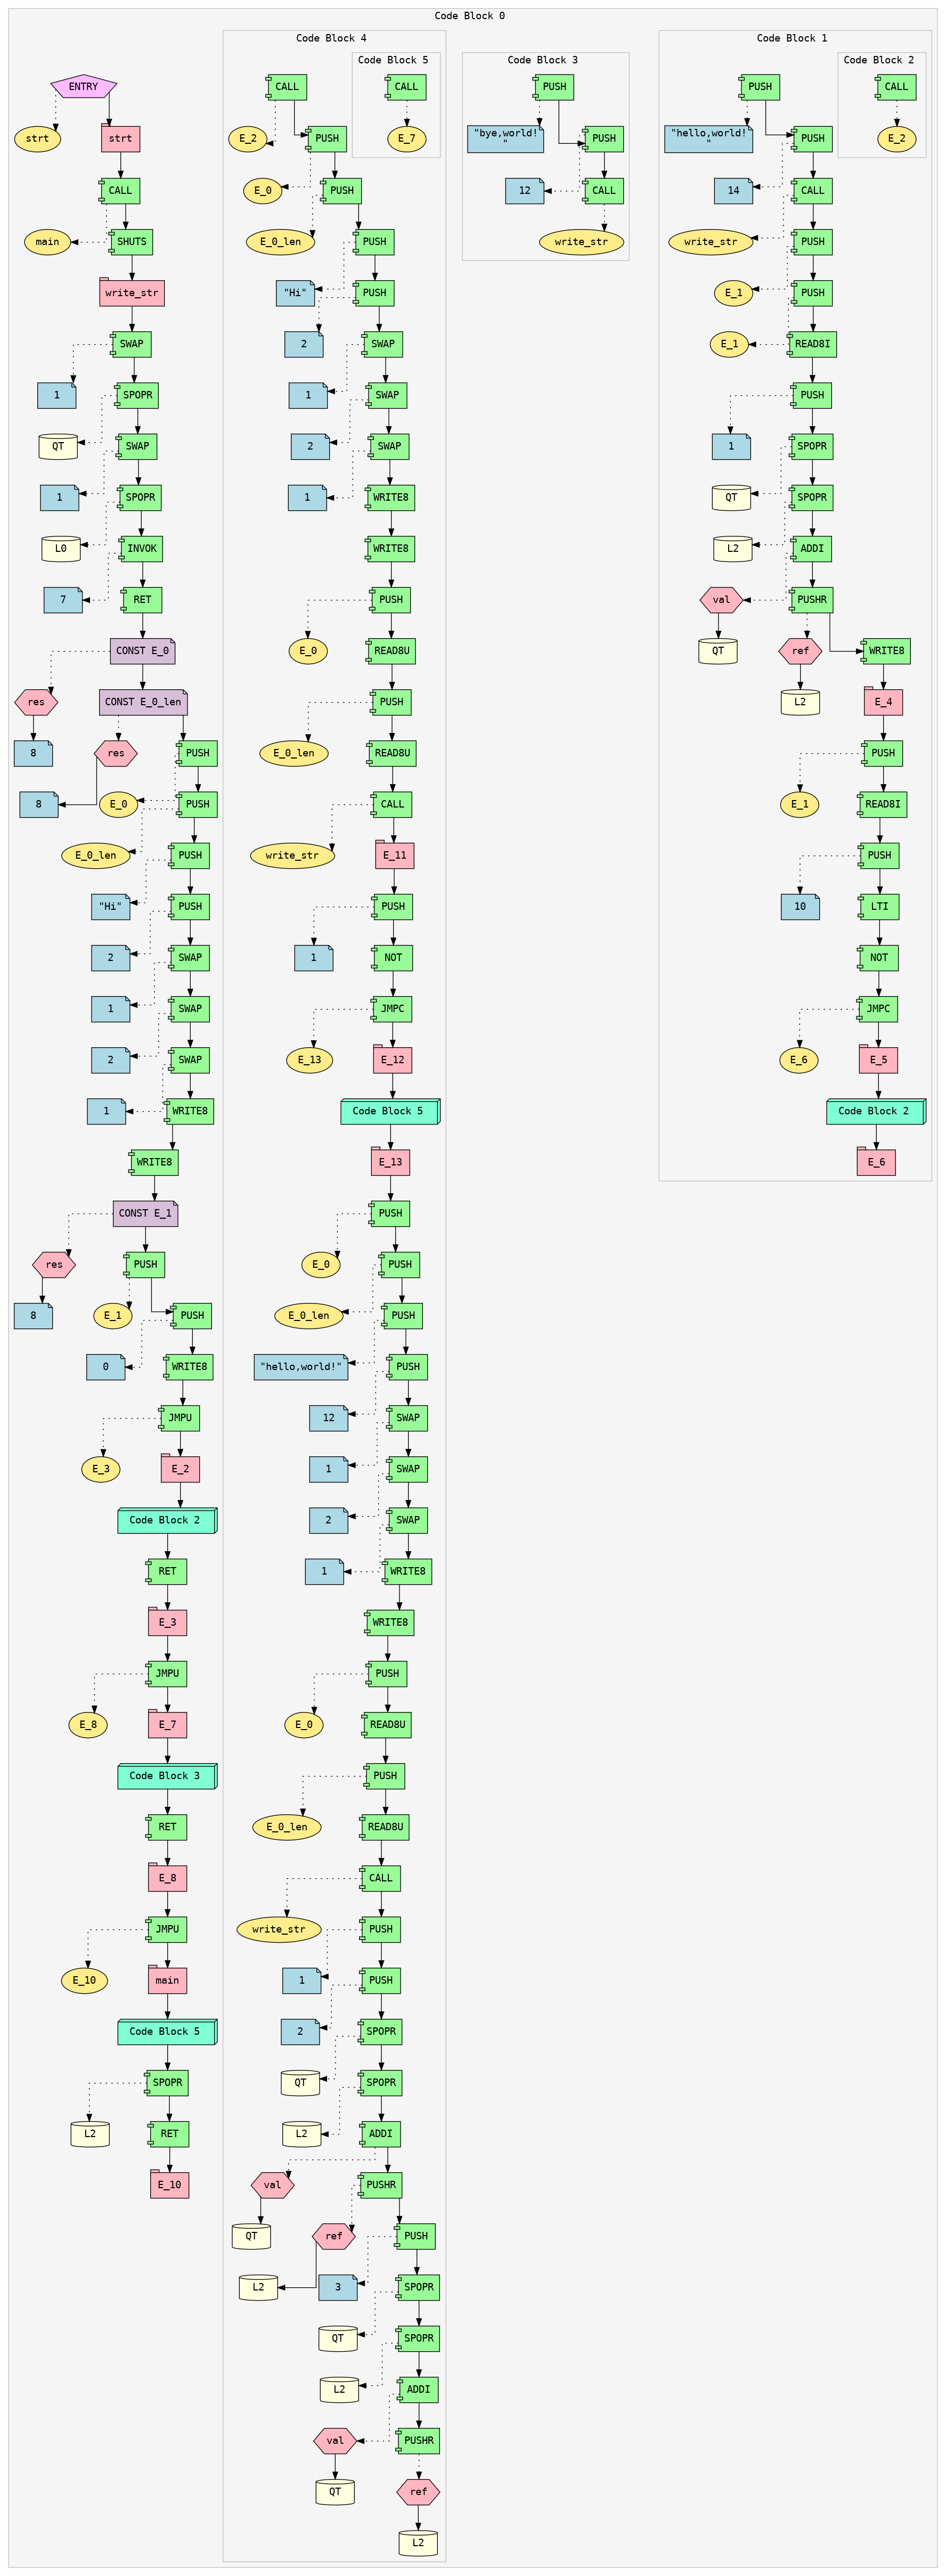 Code Block 0
ENTRY
strt
strt
CALL
main
SHUTS
write_str
SWAP
1
SPOPR
QT
SWAP
1
SPOPR
L0
INVOK
7
RET
CONST E_0
res
CONST E_0_len
8
res
PUSH
8
E_0
PUSH
E_0_len
PUSH
"Hi"
PUSH
2
SWAP
1
SWAP
2
SWAP
1
WRITE8
WRITE8
CONST E_1
res
PUSH
8
E_1
PUSH
0
WRITE8
JMPU
E_3
E_2
Code Block 2
RET
E_3
JMPU
E_8
E_7
Code Block 3
RET
E_8
JMPU
E_10
main
Code Block 5
SPOPR
L2
RET
E_10
Code Block 4
CALL
E_2
PUSH
E_0
PUSH
E_0_len
PUSH
"Hi"
PUSH
2
SWAP
1
SWAP
2
SWAP
1
WRITE8
WRITE8
PUSH
E_0
READ8U
PUSH
E_0_len
READ8U
CALL
write_str
E_11
PUSH
1
NOT
JMPC
E_13
E_12
Code Block 5
E_13
PUSH
E_0
PUSH
E_0_len
PUSH
"hello,world!"
PUSH
12
SWAP
1
SWAP
2
SWAP
1
WRITE8
WRITE8
PUSH
E_0
READ8U
PUSH
E_0_len
READ8U
CALL
write_str
PUSH
1
PUSH
2
SPOPR
QT
SPOPR
L2
ADDI
val
PUSHR
QT
ref
PUSH
L2
3
SPOPR
QT
SPOPR
L2
ADDI
val
PUSHR
QT
ref
L2
Code Block 5
CALL
E_7
Code Block 3
PUSH
"bye,world!
"
PUSH
12
CALL
write_str
Code Block 1
PUSH
"hello,world!
"
PUSH
14
CALL
write_str
PUSH
E_1
PUSH
E_1
READ8I
PUSH
1
SPOPR
QT
SPOPR
L2
ADDI
val
PUSHR
QT
ref
WRITE8
L2
E_4
PUSH
E_1
READ8I
PUSH
10
LTI
NOT
JMPC
E_6
E_5
Code Block 2
E_6
Code Block 2
CALL
E_2